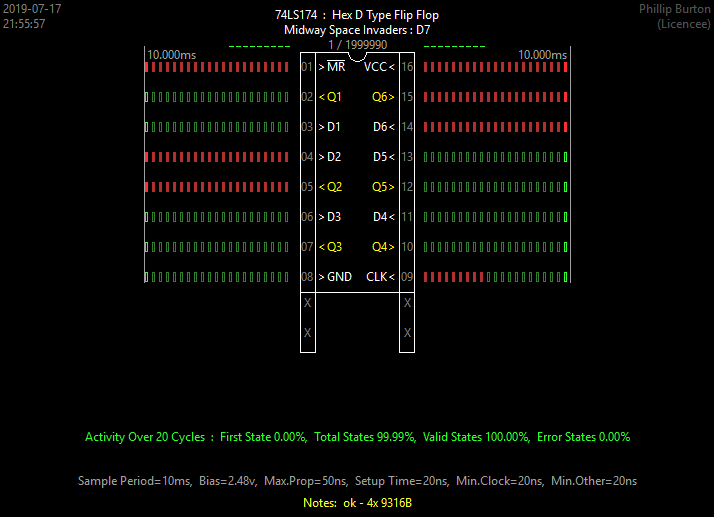 2019-07-17
21:55:57
74LS174 : Hex D Type Flip Flop
Midway Space Invaders : D7
Phillip Burton
(Licencee)
1 / 1999990
10.000ms 10.000ms
01 >MR VCC< 16
02 <Q1 Q6> 15
03 >D1 D6< 14
04 >D2 D5< 13
05 <Q2 Q5> 12
06 >D3 D4< 11
07 <Q3 Q4> 10
08 >GND CLK< 09
X X
X X
Activity Over 20 Cycles : First State 0.00%, Total States 99.99%, Valid States 100.00%, Error States 0.00%
Sample Period=10ms, Bias=2.48v, Max.Prop=50ns, Setup Time=20ns, Min.Clock=20ns, Min.Other=20ns
Notes: ok - 4x 9316B